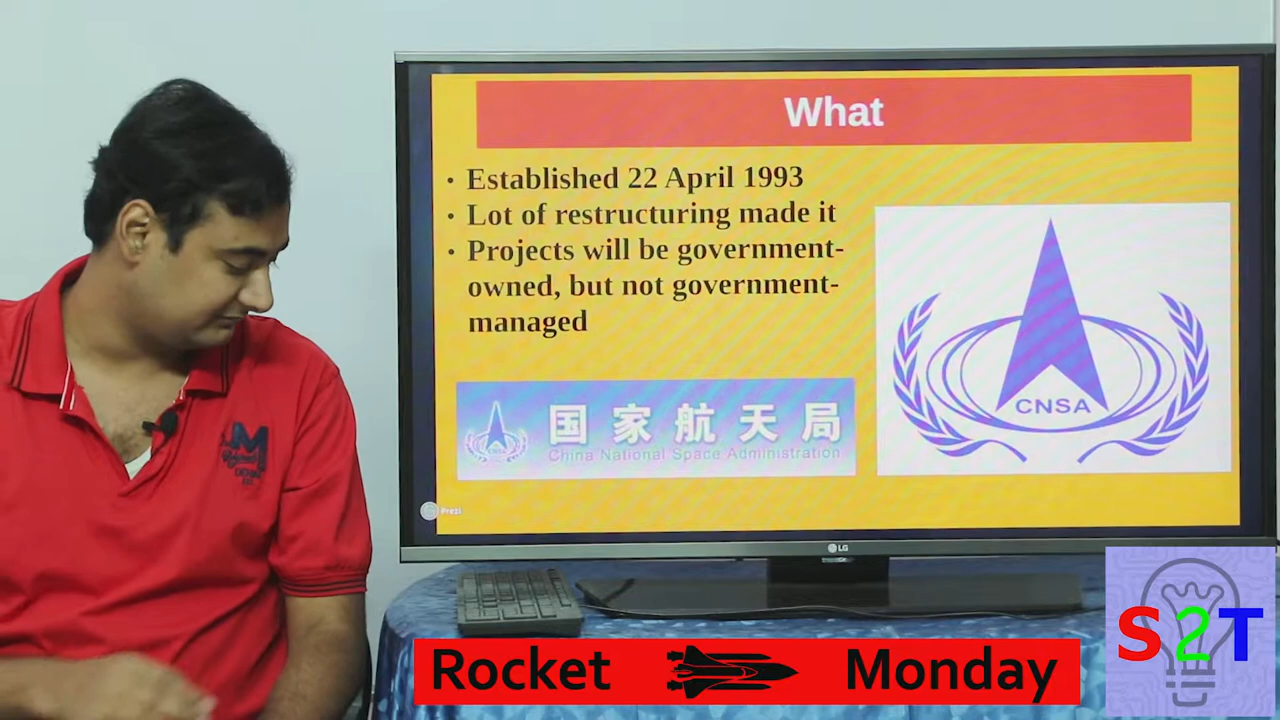 What
• Established 22 April 1993
• Lot of restructuring made it
• Projects will be government-
owned, but not government-
managed
CNSA
国家航天局
China National Space Administration
Prezi
LG
M
Rocket Monday
S2T